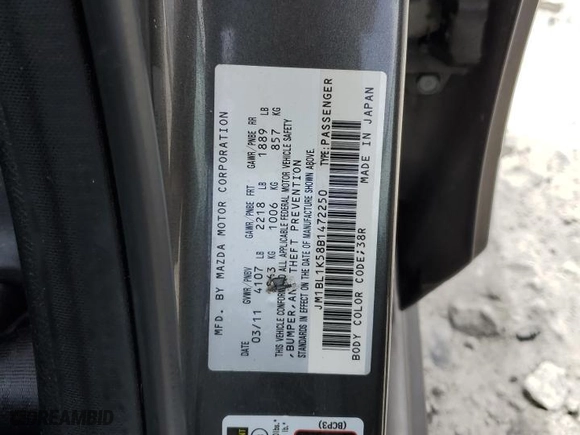 MFD. BY MAZDA MOTOR CORPORATION
DATE GVWR/PNBV GAWR/PNBE FRT GAWR/PNBE RR
03/11 4107 LB 2218 LB 1889 LB
KG 1006 KG 857 KG
THIS VEHICLE CONFORMS TO ALL APPLICABLE FEDERAL MOTOR VEHICLE SAFETY
,BUMPER,AND THEFT PREVENTION
STANDARDS IN EFFECT ON THE DATE OF MANUFACTURE SHOWN ABOVE.
JM1BL1K58B1472250 TYPE:PASSENGER
BODY COLOR CODE;38R MADE IN JAPAN
(BCP3)
DREAMBID